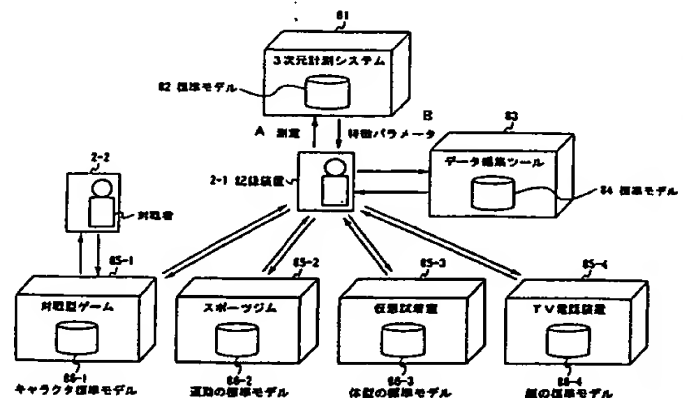 81
3次元計測システム
82 標準モデル
A 測定
特徴パラメータ
B
83
データ編集ツール
84 標準モデル
2-1 記録装置
2-2
対戦者
85-1
対戦型ゲーム
86-1
キャラクタ標準モデル
85-2
スポーツジム
86-2
運動の標準モデル
85-3
仮想試着室
86-3
体型の標準モデル
85-4
TV電話装置
86-4
顔の標準モデル